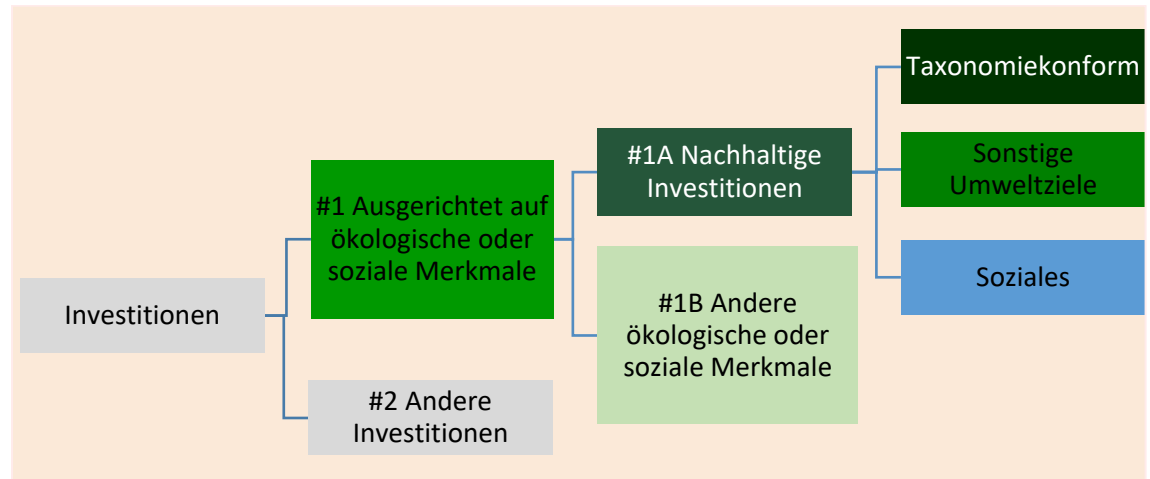 Investitionen
#1 Ausgerichtet auf
ökologische oder
soziale Merkmale
#2 Andere
Investitionen
#1A Nachhaltige
Investitionen
#1B Andere
ökologische oder
soziale Merkmale
Taxonomiekonform
Sonstige
Umweltziele
Soziales